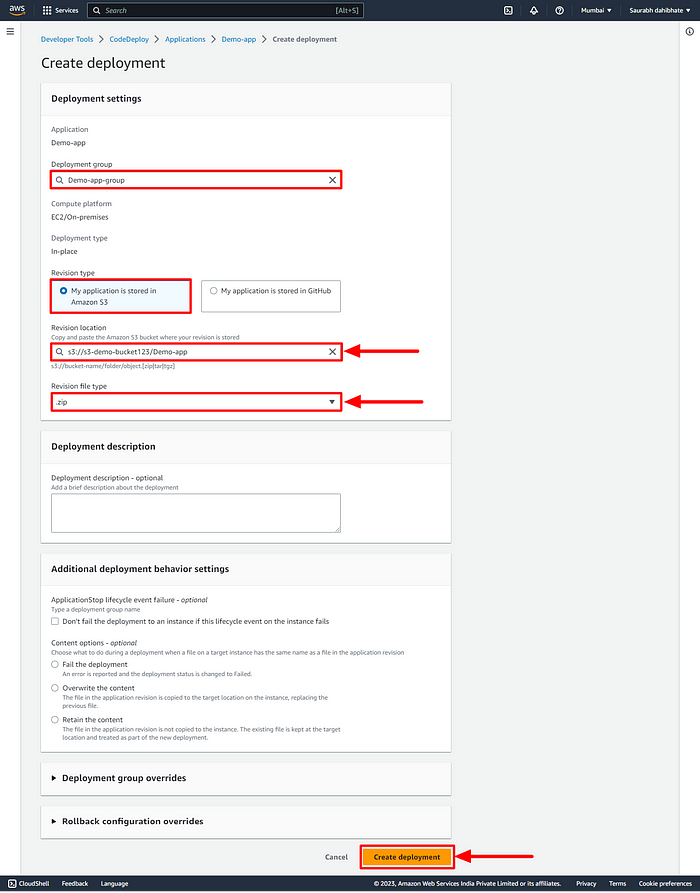 aws Services Search [Alt+S] Mumbai Saurabh dahibhate
Developer Tools CodeDeploy Applications Demo-app Create deployment
Create deployment
Deployment settings
Application
Demo-app
Deployment group
Demo-app-group
Compute platform
EC2/On-premises
Deployment type
In-place
Revision type
My application is stored in
Amazon S3
My application is stored in GitHub
Revision location
Copy and paste the Amazon S3 bucket where your revision is stored
s3://s3-demo-bucket123/Demo-app
s3://bucket-name/folder/object.[zip|tar|tgz]
Revision file type
.zip
Deployment description
Deployment description - optional
Add a brief description about the deployment
Additional deployment behavior settings
ApplicationStop lifecycle event failure - optional
Type a deployment group name
Don't fail the deployment to an instance if this lifecycle event on the instance fails
Content options - optional
Choose what to do during a deployment when a file on a target instance has the same name as a file in the application revision
Fail the deployment
An error is reported and the deployment status is changed to Failed.
Overwrite the content
The file in the application revision is copied to the target location on the instance, replacing the
previous file.
Retain the content
The file in the application revision is not copied to the instance. The existing file is kept at the target
location and treated as part of the new deployment.
Deployment group overrides
Rollback configuration overrides
Cancel Create deployment
CloudShell Feedback Language © 2023, Amazon Web Services India Private Limited or its affiliates. Privacy Terms Cookie preferences